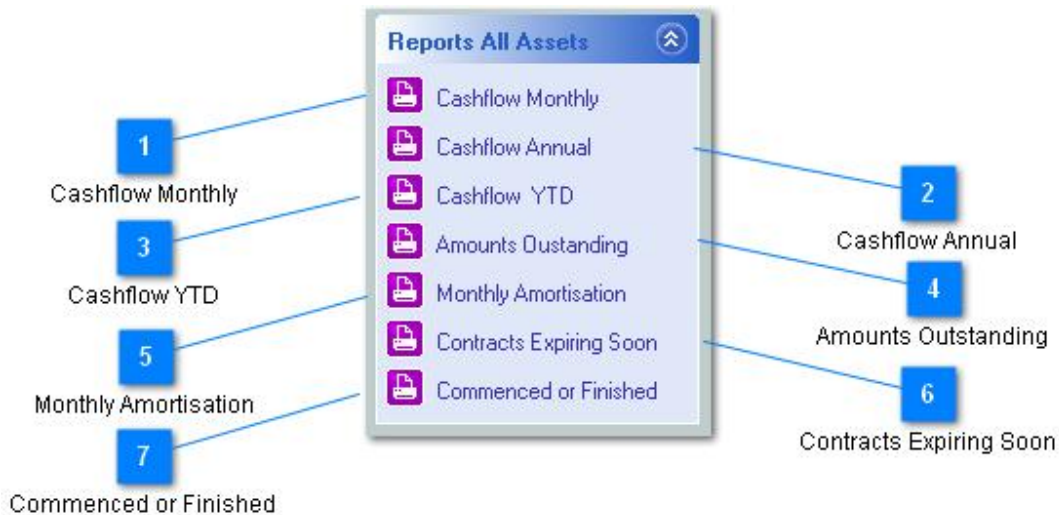 Reports All Assets
Cashflow Monthly
Cashflow Annual
Cashflow YTD
Amounts Oustanding
Monthly Amortisation
Contracts Expiring Soon
Commenced or Finished
1
Cashflow Monthly
2
Cashflow Annual
3
Cashflow YTD
4
Amounts Outstanding
5
Monthly Amortisation
6
Contracts Expiring Soon
7
Commenced or Finished